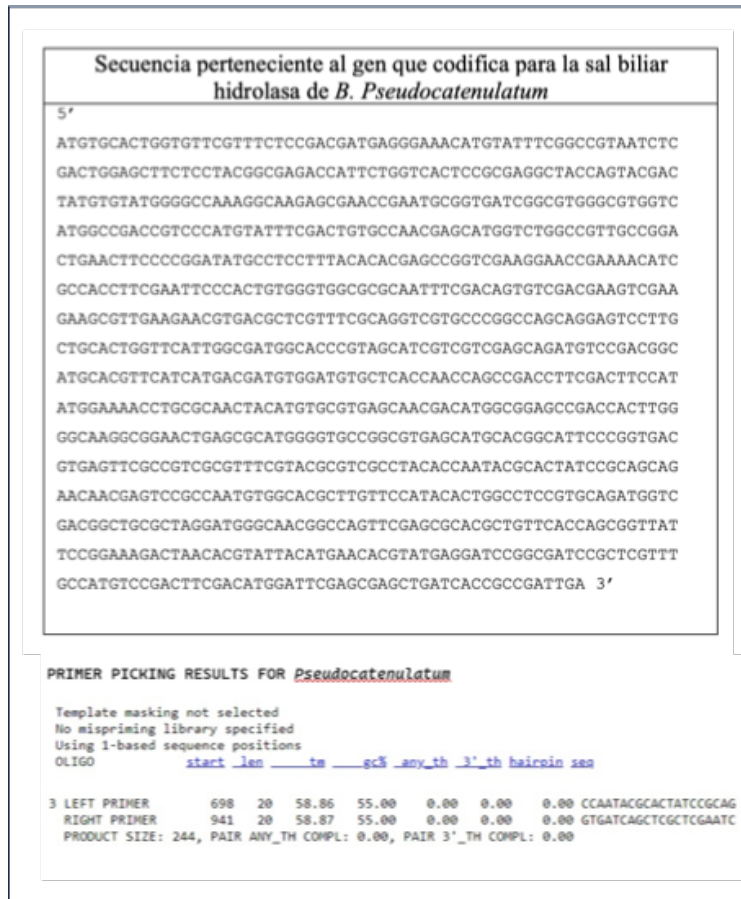 Secuencia perteneciente al gen que codifica para la sal biliar
hidrolasa de B. Pseudocatenulatum
5′
ATGTGCACTGGTGTTCGTTTCTCCGACGATGAGGGAAACATGTATTTCGGCCGTAATCTC
GACTGGAGCTTCTCCTACGGCGAGACCATTCTGGTCACTCCGCGAGGCTACCAGTACGAC
TATGTGTATGGGGCCAAAGGCAAGAGCGAACCGAATGCGGTGATCGGCGTGGGCGTGGTC
ATGGCCGACCGTCCCATGTATTTCGACTGTGCCAACGAGCATGGTCTGGCCGTTGCCGGA
CTGAACTTCCCCGGATATGCCTCCTTTACACACGAGCCGGTCGAAGGAACCGAAAACATC
GCCACCTTCGAATTCCCACTGTGGGTGGCGCGCAATTTCGACAGTGTCGACGAAGTCGAA
GAAGCGTTGAAGAACGTGACGCTCGTTTCGCAGGTCGTGCCCGGCCAGCAGGAGTCCTTG
CTGCACTGGTTCATTGGCGATGGCACCCGTAGCATCGTCGTCGAGCAGATGTCCGACGGC
ATGCACGTTCATCATGACGATGTGGATGTGCTCACCAACCAGCCGACCTTCGACTTCCAT
ATGGAAAACCTGCGCAACTACATGTGCGTGAGCAACGACATGGCGGAGCCGACCACTTGG
GGCAAGGCGGAACTGAGCGCATGGGGTGCCGGCGTGAGCATGCACGGCATTCCCGGTGAC
GTGAGTTCGCCGTCGCGTTTCGTACGCGTCGCCTACACCAATACGCACTATCCGCAGCAG
AACAACGAGTCCGCCAATGTGGCACGCTTGTTCCATACACTGGCCTCCGTGCAGATGGTC
GACGGCTGCGCTAGGATGGGCAACGGCCAGTTCGAGCGCACGCTGTTCACCAGCGGTTAT
TCCGGAAAGACTAACACGTATTACATGAACACGTATGAGGATCCGGCGATCCGCTCGTTT
GCCATGTCCGACTTCGACATGGATTCGAGCGAGCTGATCACCGCCGATTGA 3′
PRIMER PICKING RESULTS FOR Pseudocatenulatum
Template masking not selected
No mispriming library specified
Using 1-based sequence positions
OLIGO start len tm gc% any_th 3'_th hairpin seq
3 LEFT PRIMER 698 20 58.86 55.00 0.00 0.00 0.00 CCAATACGCACTATCCGCAG
RIGHT PRIMER 941 20 58.87 55.00 0.00 0.00 0.00 GTGATCAGCTCGCTCGAATC
PRODUCT SIZE: 244, PAIR ANY_TH COMPL: 0.00, PAIR 3'_TH COMPL: 0.00